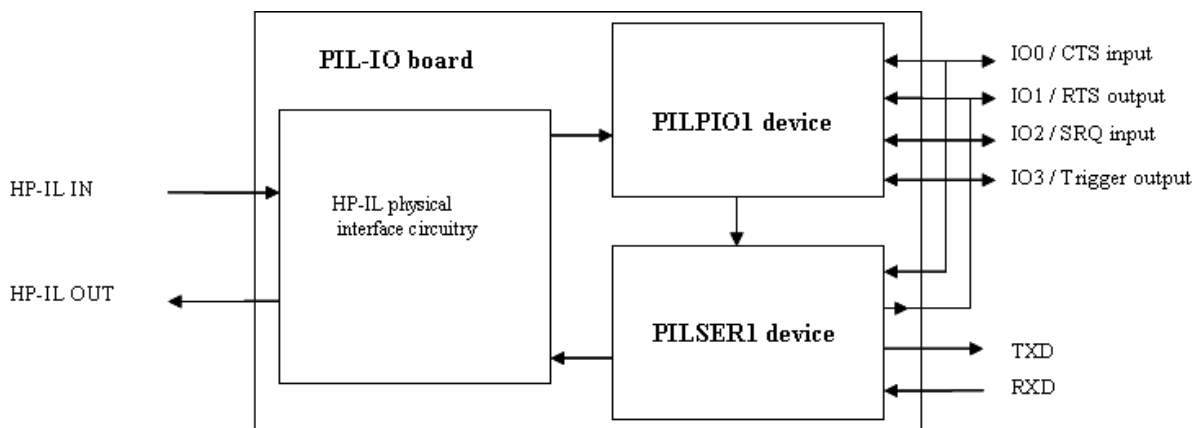 PIL-IO board
PILPIO1 device
IO0 / CTS input
IO1 / RTS output
IO2 / SRQ input
IO3 / Trigger output
HP-IL IN
HP-IL physical
interface circuitry
HP-IL OUT
PILSER1 device
TXD
RXD